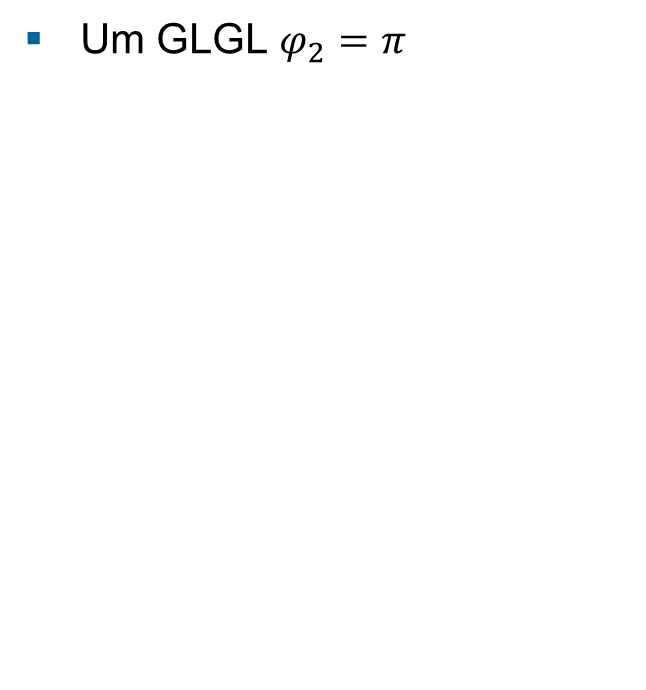 ▪ Um GLGL 𝜑₂ = 𝜋